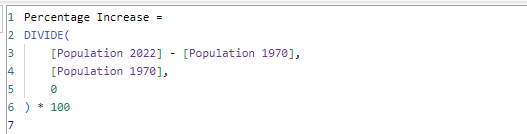 1 Percentage Increase =
2 DIVIDE(
3     [Population 2022] - [Population 1970],
4     [Population 1970],
5     0
6 ) * 100
7